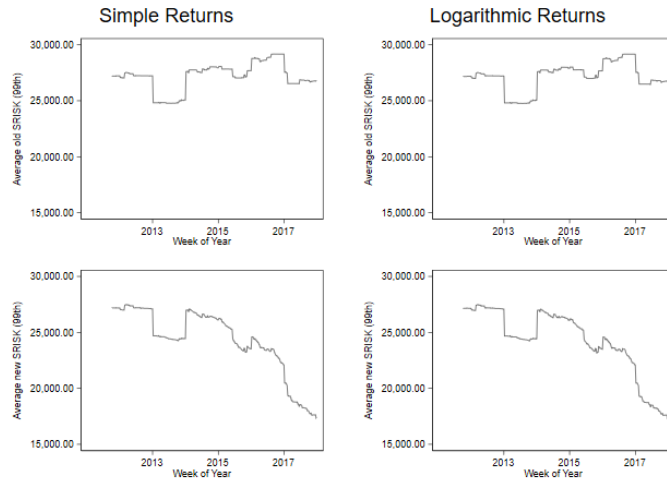 Simple Returns
Logarithmic Returns
Average old SRISK (99th)
30,000.00
25,000.00
20,000.00
15,000.00
2013 2015 2017
Week of Year
Average old SRISK (99th)
30,000.00
25,000.00
20,000.00
15,000.00
2013 2015 2017
Week of Year
Average new SRISK (99th)
30,000.00
25,000.00
20,000.00
15,000.00
2013 2015 2017
Week of Year
Average new SRISK (99th)
30,000.00
25,000.00
20,000.00
15,000.00
2013 2015 2017
Week of Year